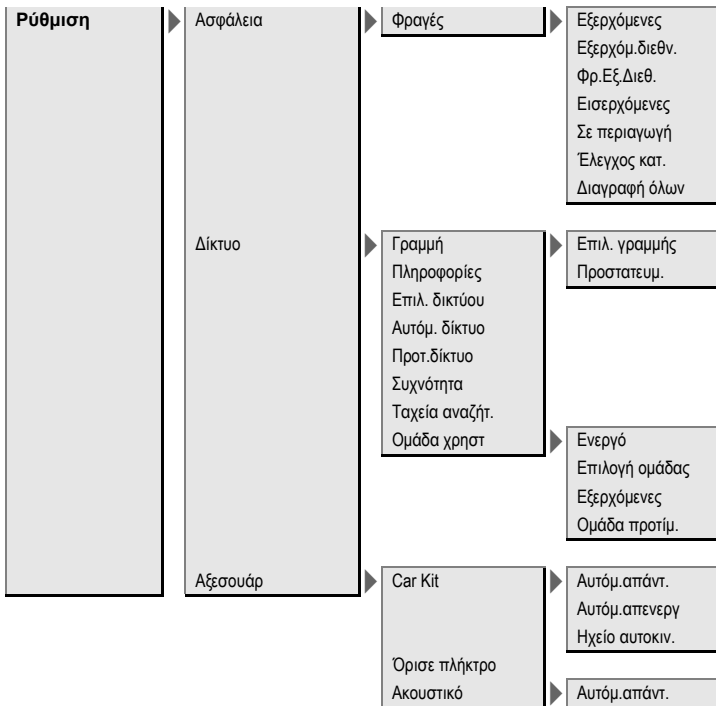 Ρύθμιση
Ασφάλεια
Φραγές
Εξερχόμενες
Εξερχόμ.διεθν.
Φρ.Εξ.Διεθ.
Εισερχόμενες
Σε περιαγωγή
Έλεγχος κατ.
Διαγραφή όλων
Δίκτυο
Γραμμή
Επιλ. γραμμής
Προστατευμ.
Πληροφορίες
Επιλ. δικτύου
Αυτόμ. δίκτυο
Προτ.δίκτυο
Συχνότητα
Ταχεία αναζήτ.
Ομάδα χρηστ
Ενεργό
Επιλογή ομάδας
Εξερχόμενες
Ομάδα προτίμ.
Αξεσουάρ
Car Kit
Αυτόμ.απάντ.
Αυτόμ.απενεργ
Ηχείο αυτοκιν.
Όρισε πλήκτρο
Ακουστικό
Αυτόμ.απάντ.